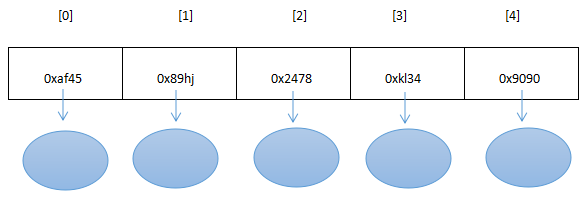 [0] [1] [2] [3] [4]
0xaf45 0x89hj 0x2478 0xkl34 0x9090